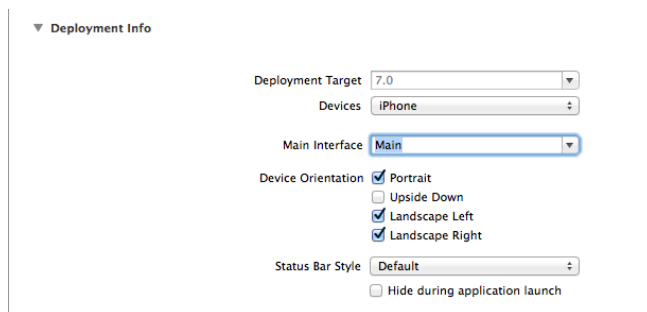 Deployment Info
Deployment Target 7.0
Devices iPhone
Main Interface Main
Device Orientation Portrait
Upside Down
Landscape Left
Landscape Right
Status Bar Style Default
Hide during application launch